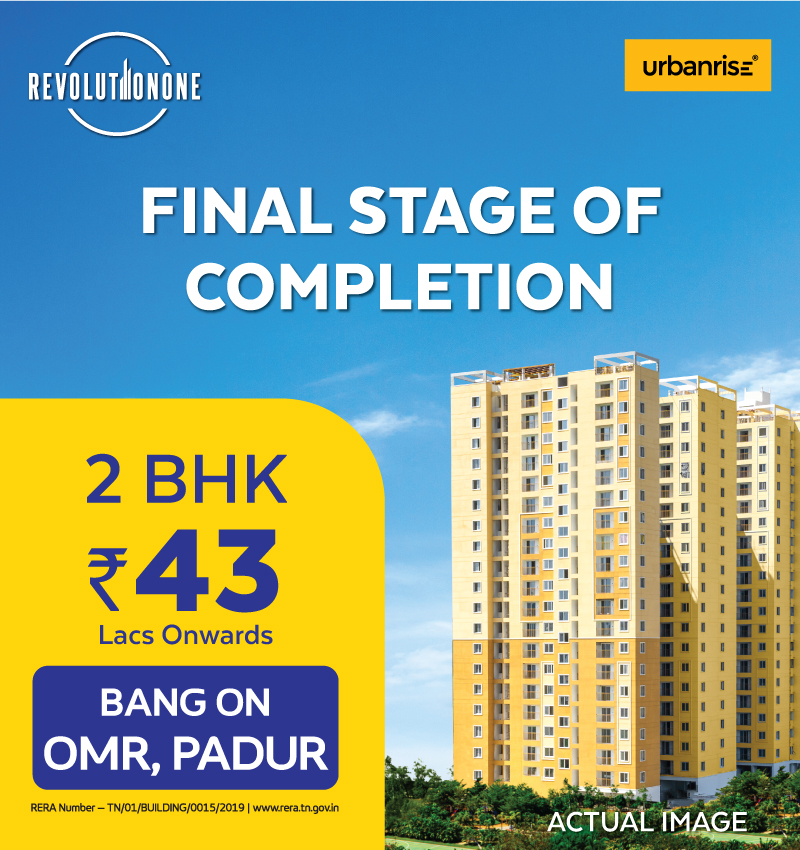 REVOLUTIONONE
urbanrise®
FINAL STAGE OF
COMPLETION
2 BHK
₹43
Lacs Onwards
BANG ON
OMR, PADUR
RERA Number – TN/01/BUILDING/0015/2019 | www.rera.tn.gov.in
ACTUAL IMAGE